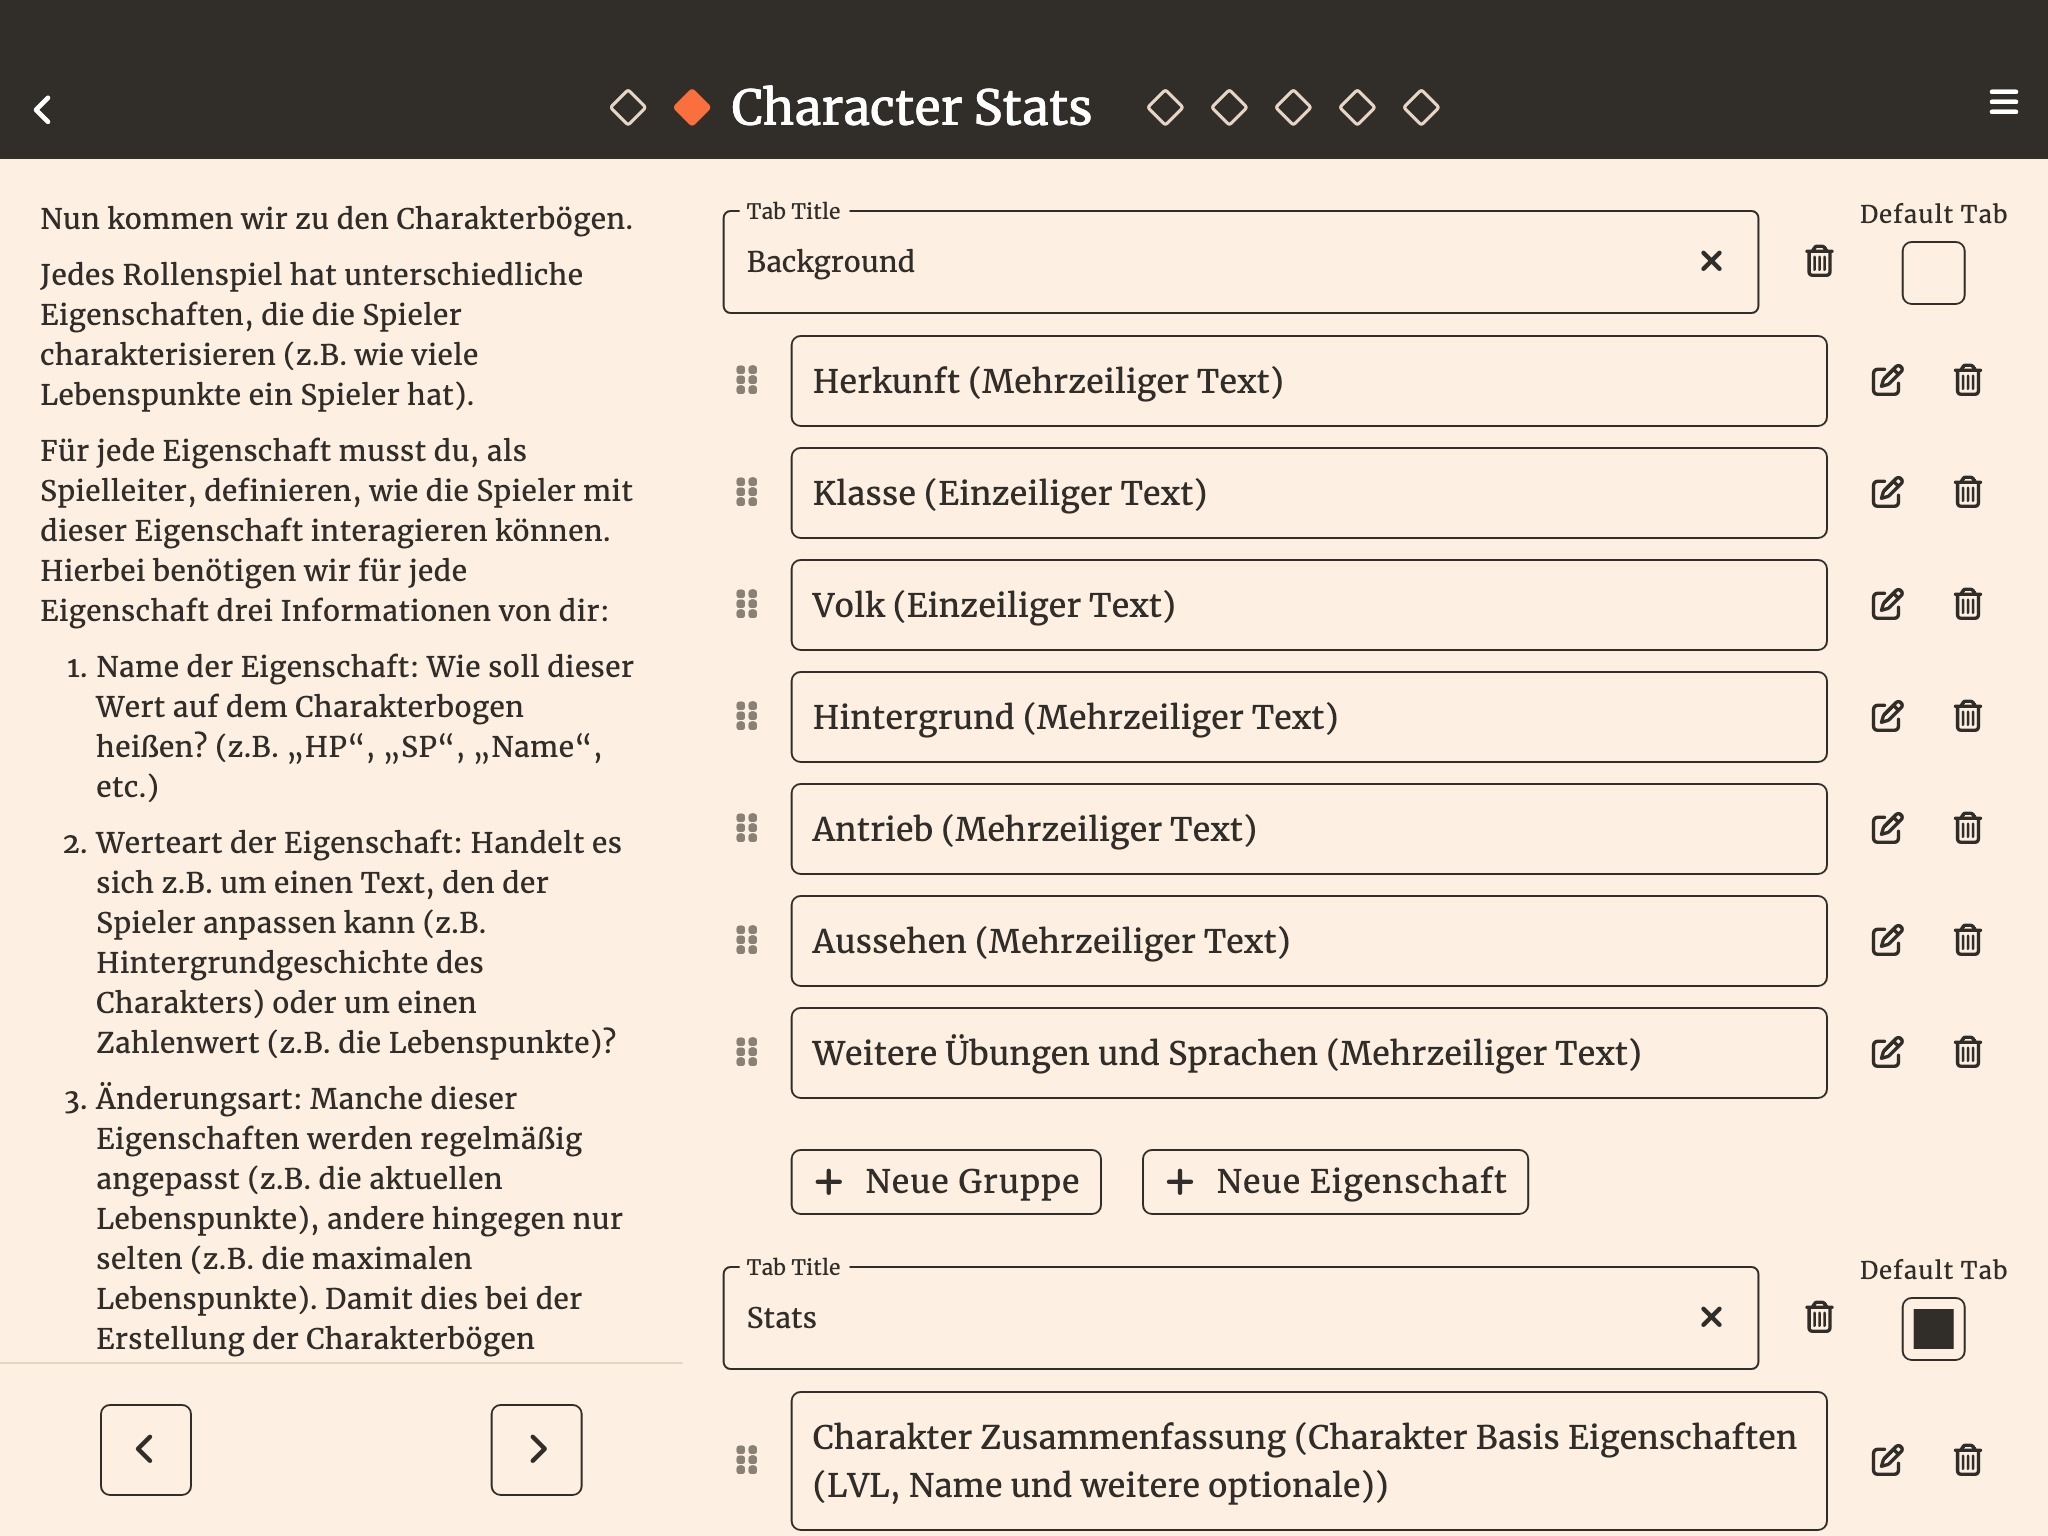 Character Stats
Nun kommen wir zu den Charakterbögen.
Jedes Rollenspiel hat unterschiedliche
Eigenschaften, die die Spieler
charakterisieren (z.B. wie viele
Lebenspunkte ein Spieler hat).
Für jede Eigenschaft musst du, als
Spielleiter, definieren, wie die Spieler mit
dieser Eigenschaft interagieren können.
Hierbei benötigen wir für jede
Eigenschaft drei Informationen von dir:
1. Name der Eigenschaft: Wie soll dieser
Wert auf dem Charakterbogen
heißen? (z.B. „HP“, „SP“, „Name“,
etc.)
2. Werteart der Eigenschaft: Handelt es
sich z.B. um einen Text, den der
Spieler anpassen kann (z.B.
Hintergrundgeschichte des
Charakters) oder um einen
Zahlenwert (z.B. die Lebenspunkte)?
3. Änderungsart: Manche dieser
Eigenschaften werden regelmäßig
angepasst (z.B. die aktuellen
Lebenspunkte), andere hingegen nur
selten (z.B. die maximalen
Lebenspunkte). Damit dies bei der
Erstellung der Charakterbögen
Tab Title
Background
Default Tab
Herkunft (Mehrzeiliger Text)
Klasse (Einzeiliger Text)
Volk (Einzeiliger Text)
Hintergrund (Mehrzeiliger Text)
Antrieb (Mehrzeiliger Text)
Aussehen (Mehrzeiliger Text)
Weitere Übungen und Sprachen (Mehrzeiliger Text)
+ Neue Gruppe
+ Neue Eigenschaft
Tab Title
Stats
Default Tab
Charakter Zusammenfassung (Charakter Basis Eigenschaften
(LVL, Name und weitere optionale))